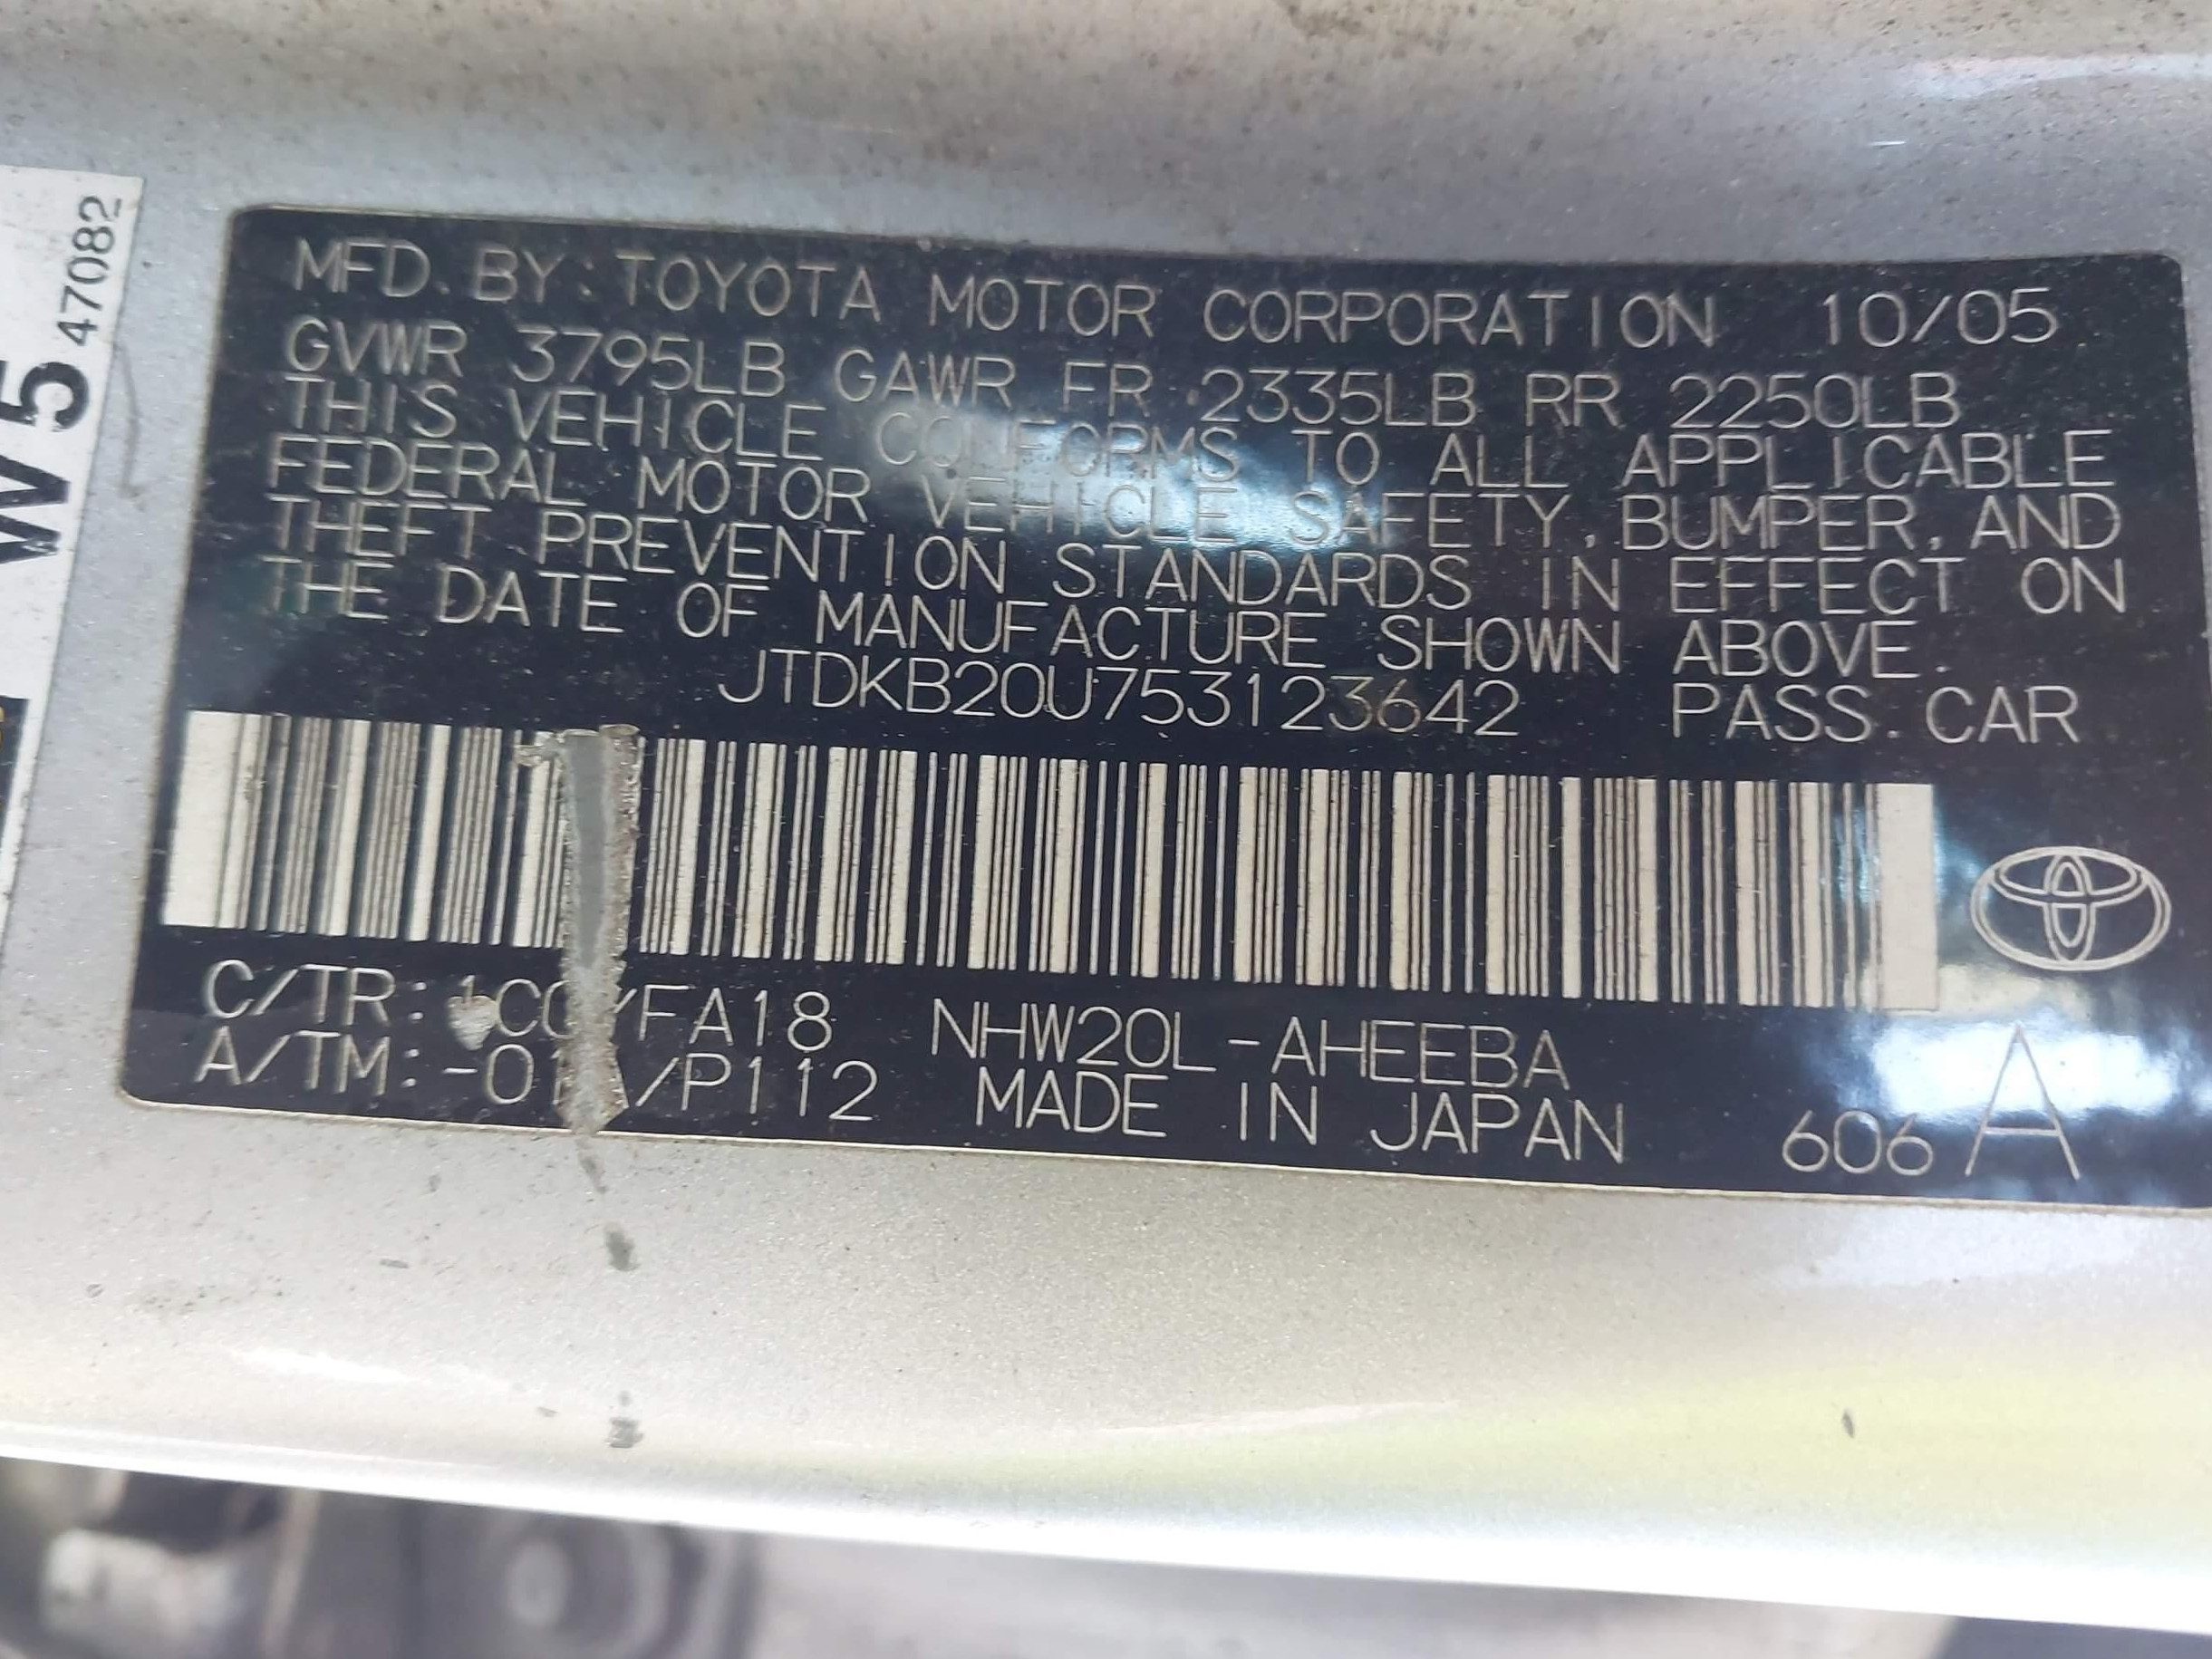 MFD. BY: TOYOTA MOTOR CORPORATION 10/05
GVWR 3795LB GAWR FR 2335LB RR 2250LB
THIS VEHICLE CONFORMS TO ALL APPLICABLE
FEDERAL MOTOR VEHICLE SAFETY, BUMPER, AND
THEFT PREVENTION STANDARDS IN EFFECT ON
THE DATE OF MANUFACTURE SHOWN ABOVE.
JTDKB20U753123642 PASS. CAR
C/TR: FA18 NHW20L-AHEEBA
A/TM: /P112 MADE IN JAPAN 606 A
W5
47082